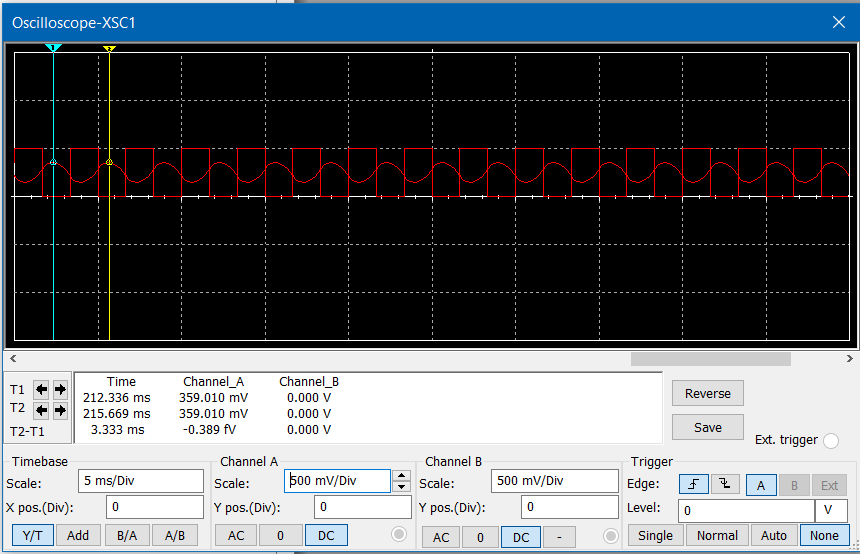 Oscilloscope-XSC1
1
2
T1
T2
T2-T1
Time Channel_A Channel_B
212.336 ms 359.010 mV 0.000 V
215.669 ms 359.010 mV 0.000 V
3.333 ms -0.389 fV 0.000 V
Reverse
Save
Ext. trigger
Timebase
Scale: 5 ms/Div
X pos.(Div): 0
Y/T Add B/A A/B
Channel A
Scale: 500 mV/Div
Y pos.(Div): 0
AC 0 DC
Channel B
Scale: 500 mV/Div
Y pos.(Div): 0
AC 0 DC -
Trigger
Edge: A B Ext
Level: 0 V
Single Normal Auto None